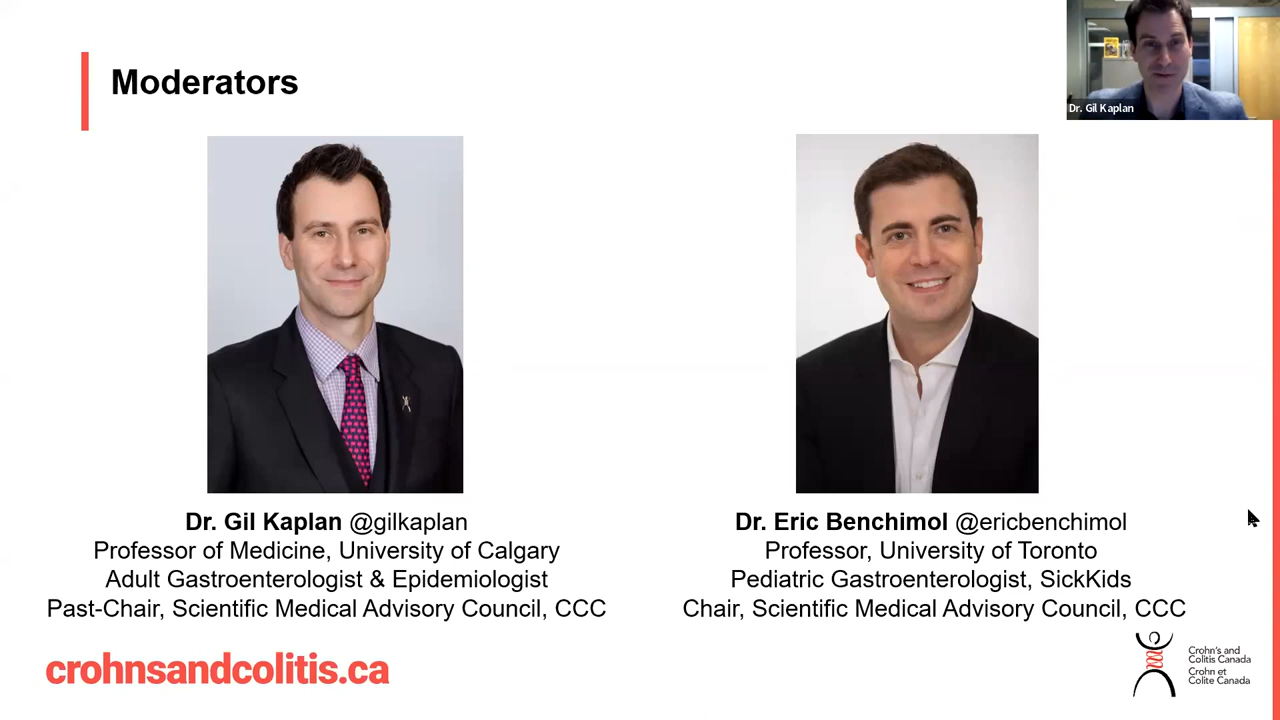 Moderators
Dr. Gil Kaplan
Dr. Gil Kaplan @gilkaplan
Professor of Medicine, University of Calgary
Adult Gastroenterologist & Epidemiologist
Past-Chair, Scientific Medical Advisory Council, CCC
Dr. Eric Benchimol @ericbenchimol
Professor, University of Toronto
Pediatric Gastroenterologist, SickKids
Chair, Scientific Medical Advisory Council, CCC
crohnsandcolitis.ca
Crohn's and
Colitis Canada
Crohn et
Colite Canada